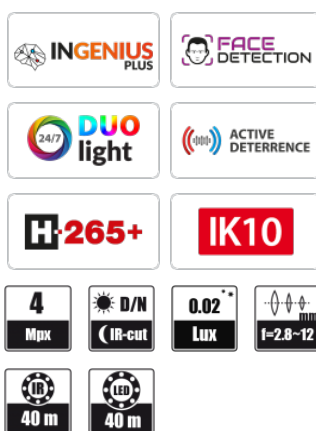 INGENIUS
PLUS
FACE
DETECTION
24/7
DUO
light
ACTIVE
DETERRENCE
H·265+
IK10
4
Mpx
D/N
IR-cut
0.02
Lux
mm
f=2.8~12
IR
40 m
LED
40 m